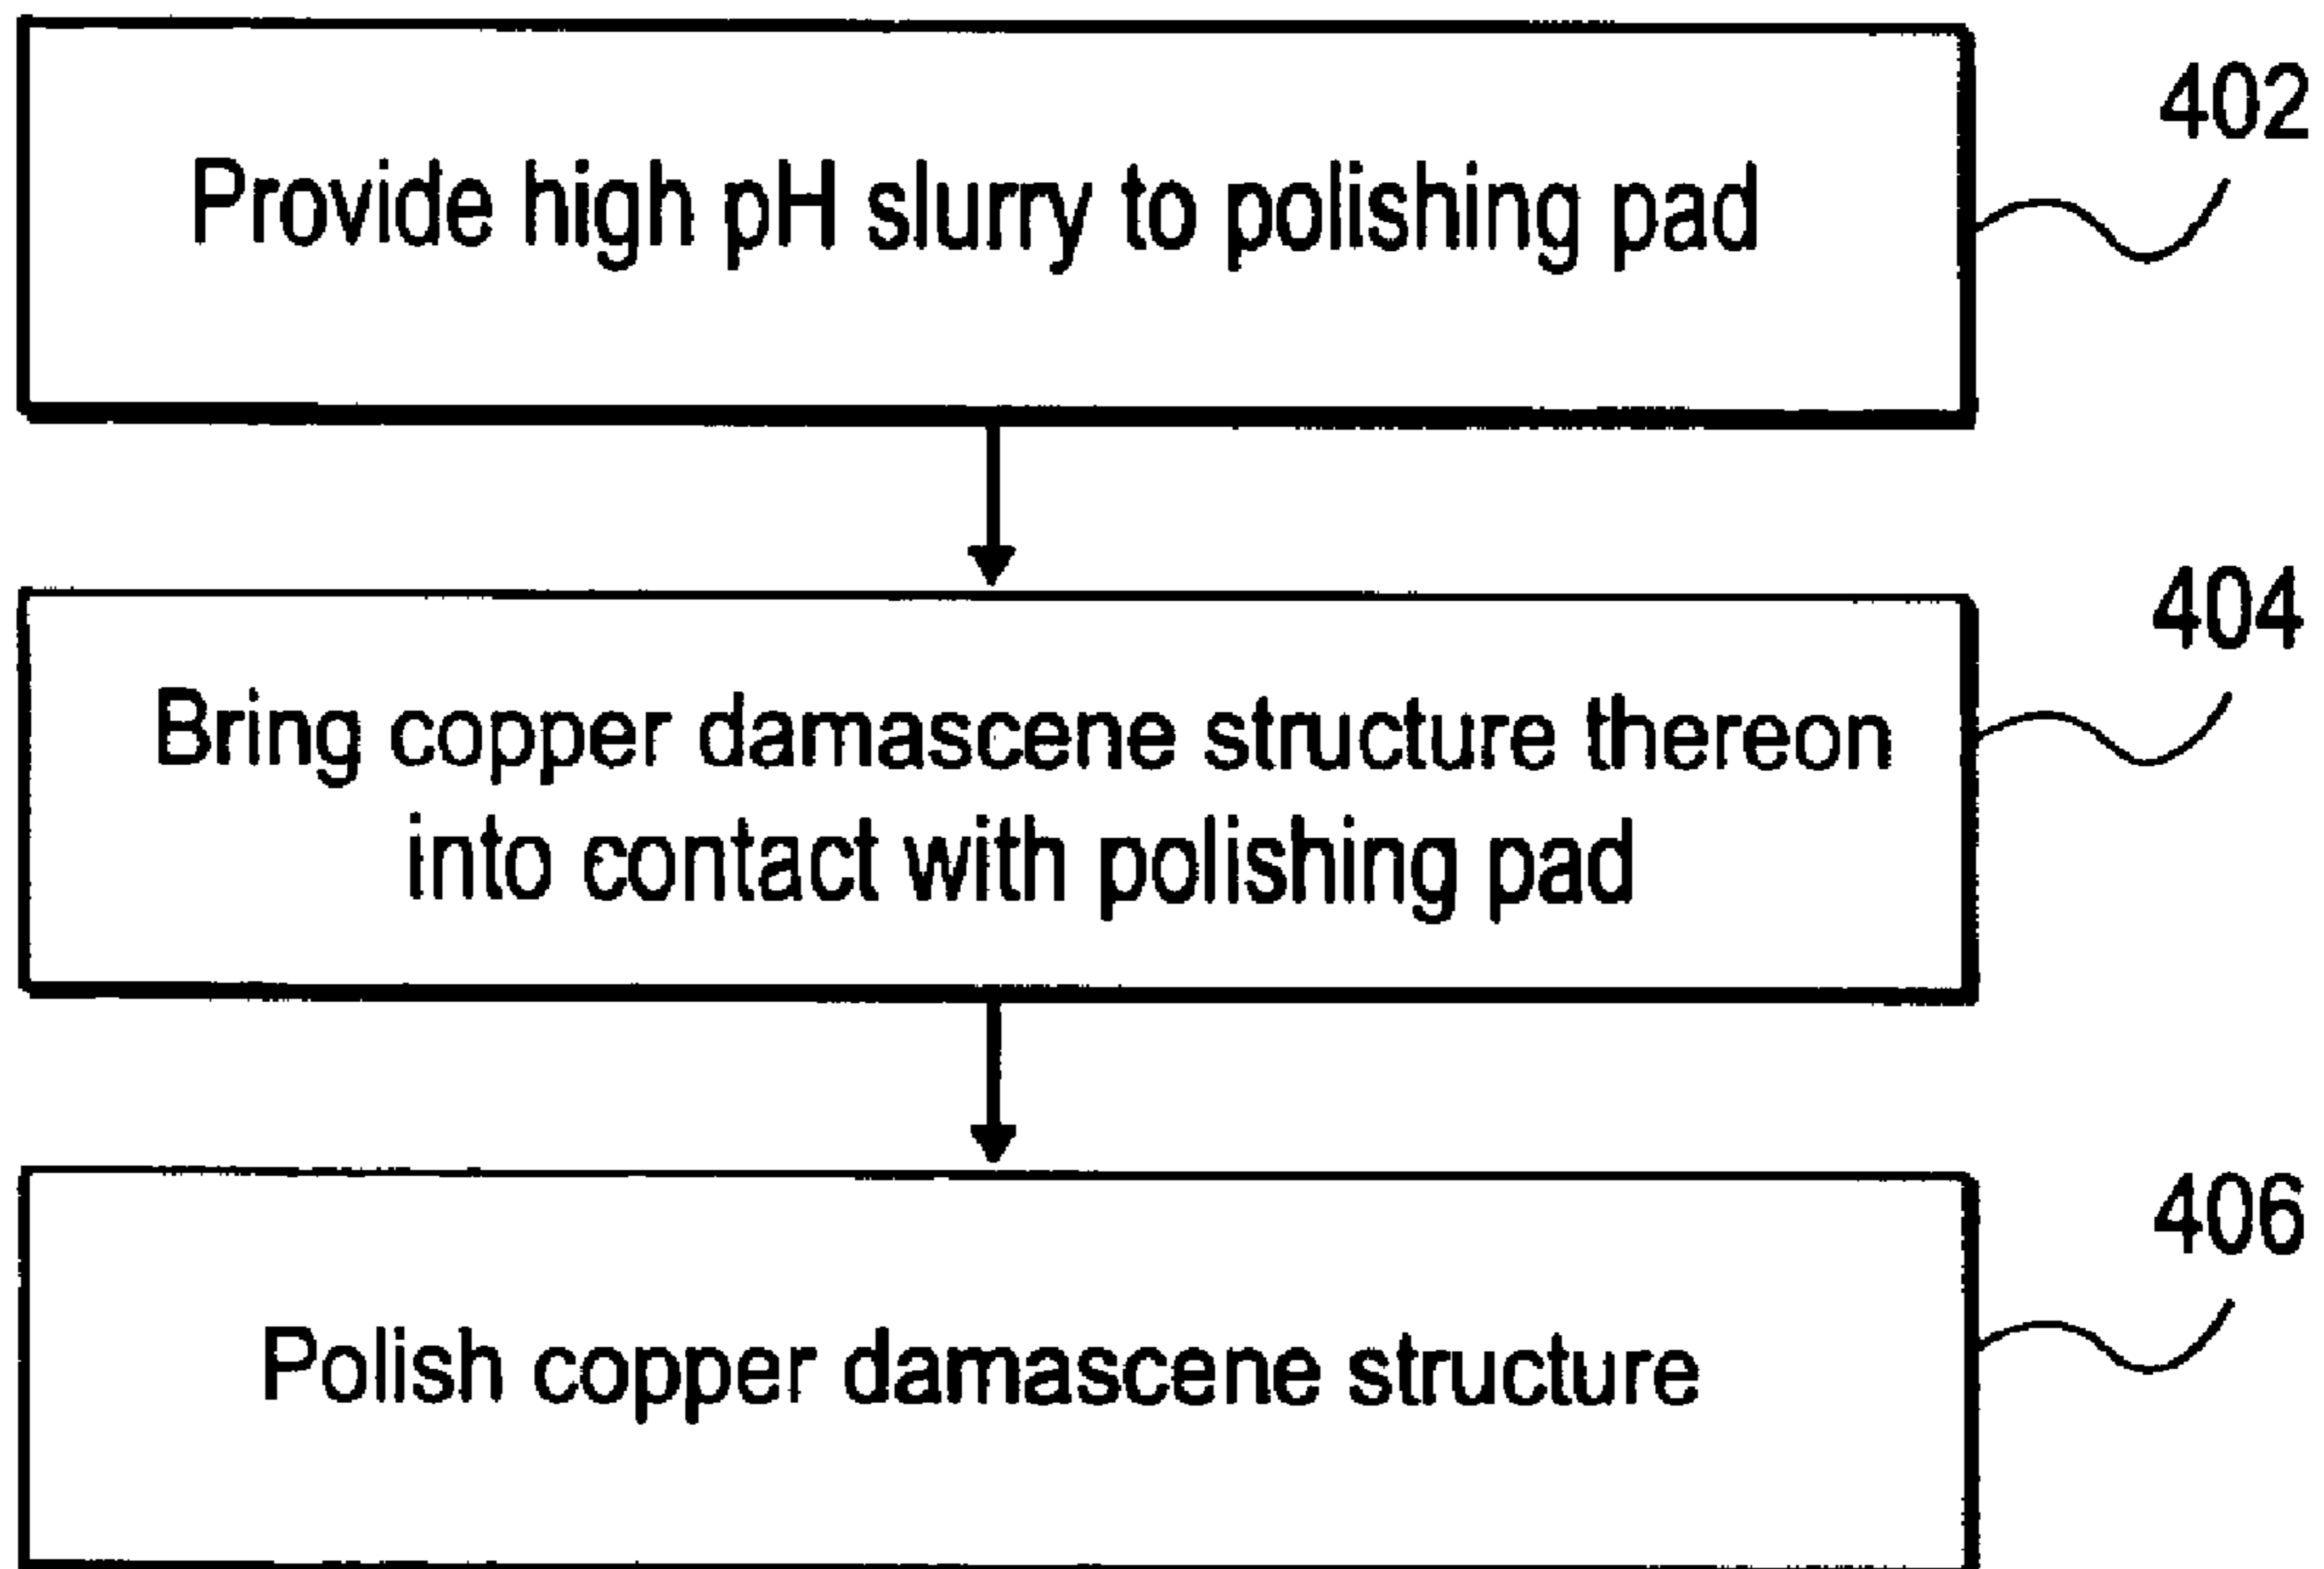 Provide high pH slurry to polishing pad
402
Bring copper damascene structure thereon
into contact with polishing pad
404
Polish copper damascene structure
406